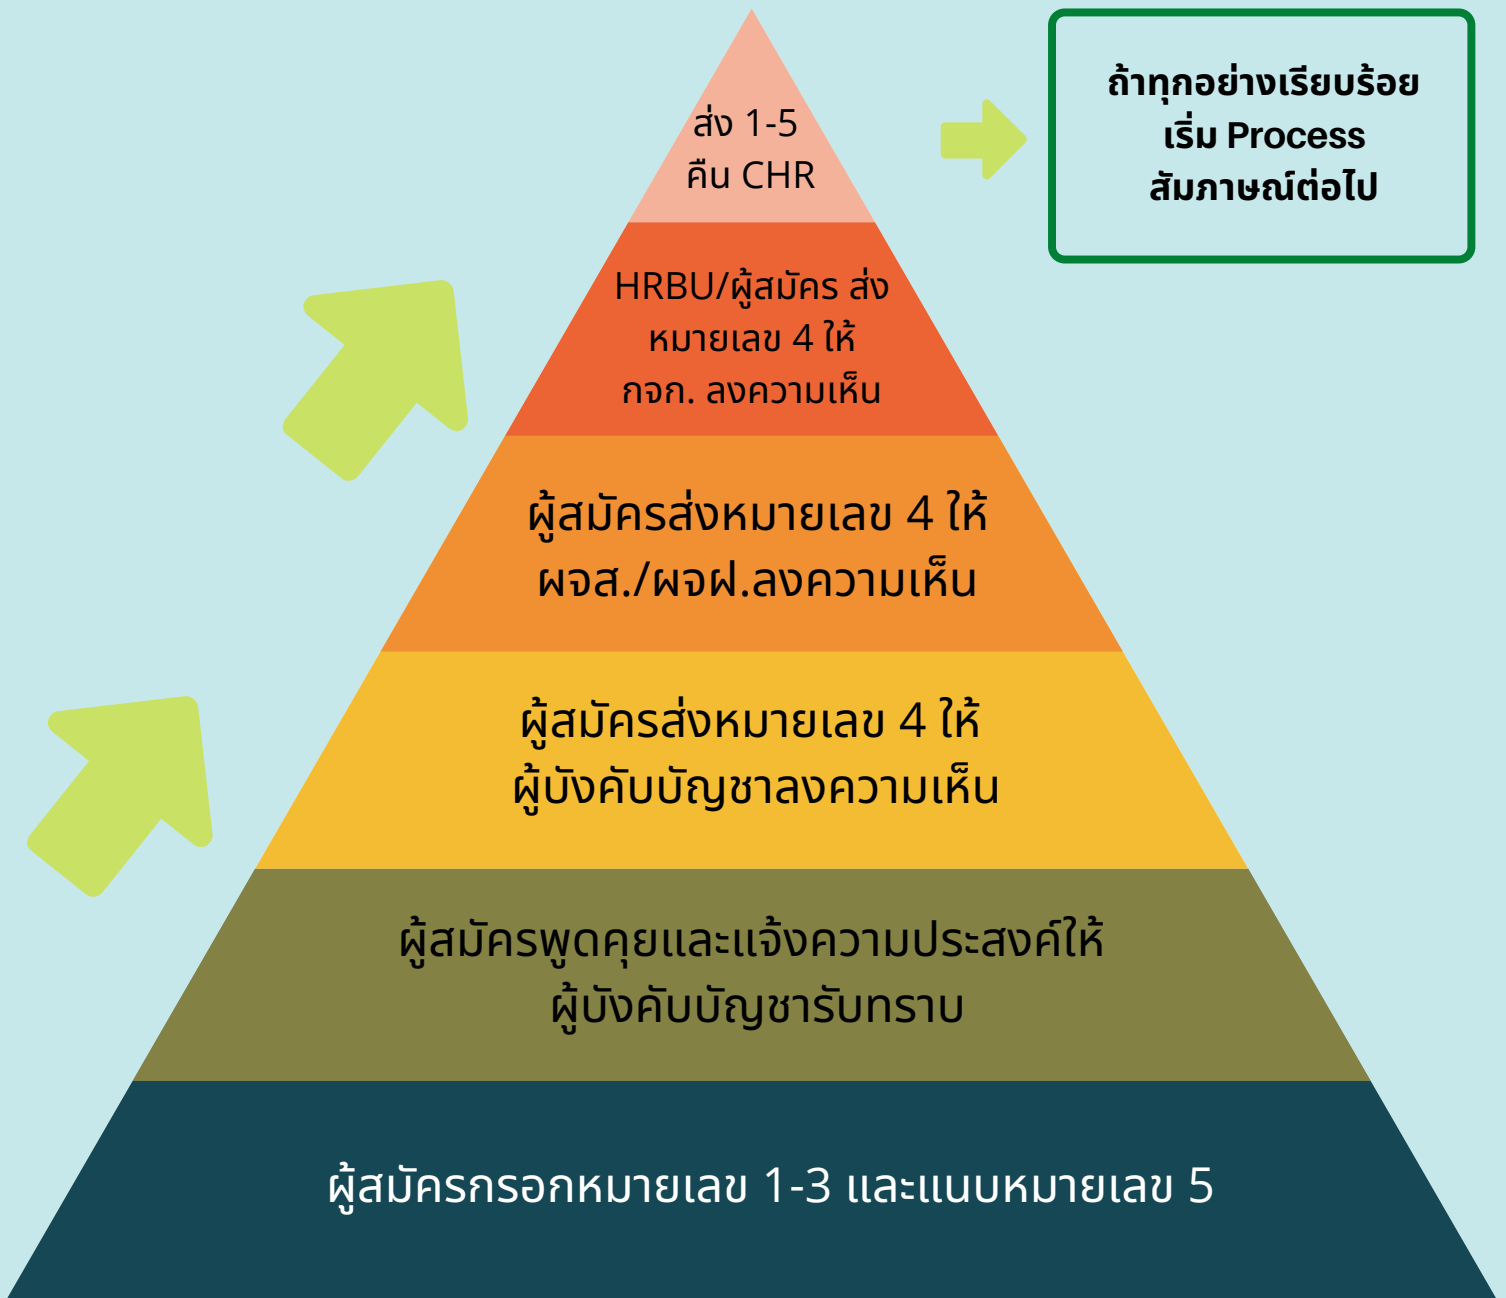 ส่ง 1-5
คืน CHR
ถ้าทุกอย่างเรียบร้อย
เริ่ม Process
สัมภาษณ์ต่อไป
HRBU/ผู้สมัคร ส่ง
หมายเลข 4 ให้
กจก. ลงความเห็น
ผู้สมัครส่งหมายเลข 4 ให้
ผจส./ผจฝ.ลงความเห็น
ผู้สมัครส่งหมายเลข 4 ให้
ผู้บังคับบัญชาลงความเห็น
ผู้สมัครพูดคุยและแจ้งความประสงค์ให้
ผู้บังคับบัญชารับทราบ
ผู้สมัครกรอกหมายเลข 1-3 และแนบหมายเลข 5